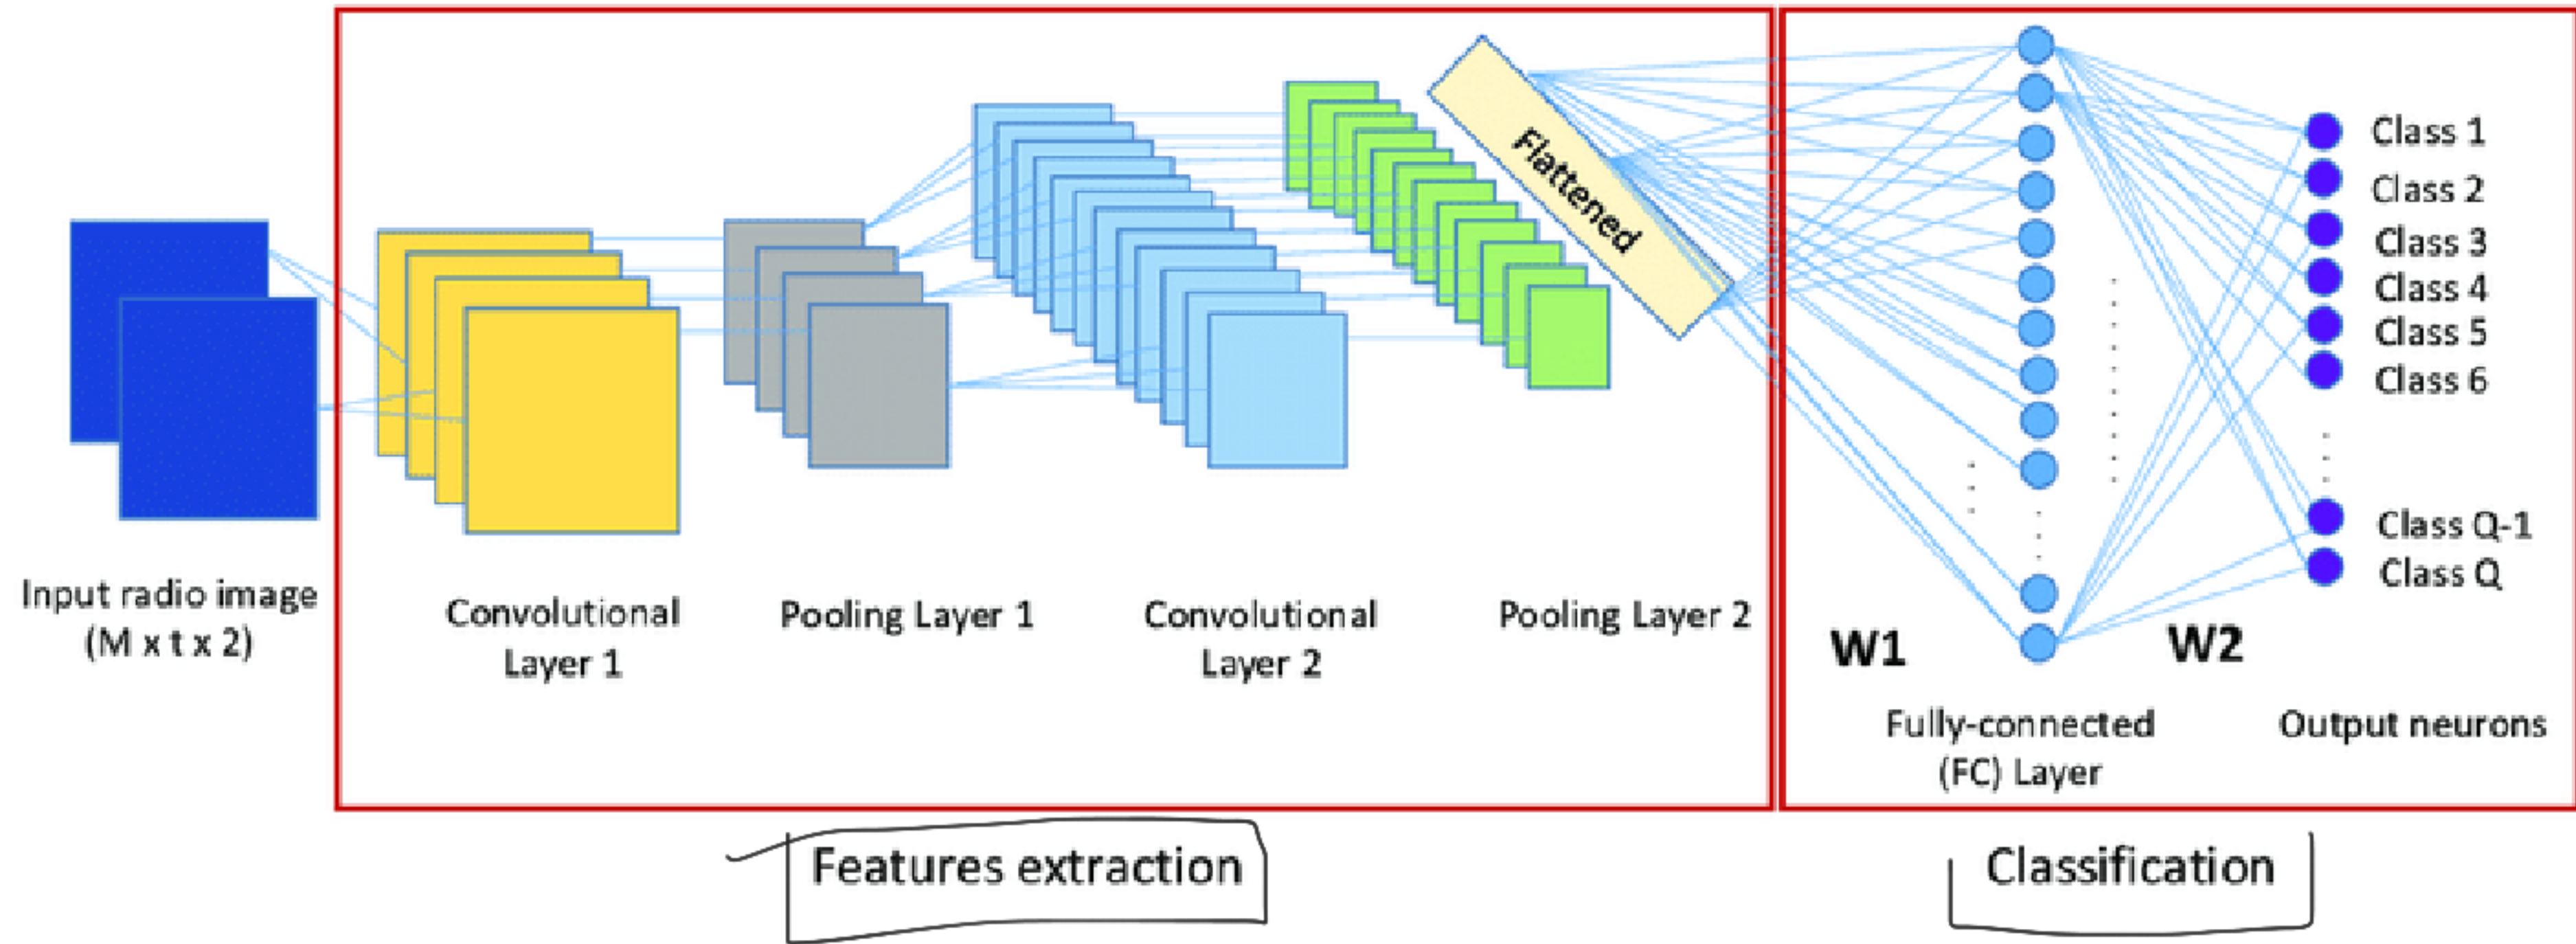 Input radio image
(M x t x 2)
Convolutional
Layer 1
Pooling Layer 1
Convolutional
Layer 2
Pooling Layer 2
Flattened
W1
W2
Fully-connected
(FC) Layer
Output neurons
Class 1
Class 2
Class 3
Class 4
Class 5
Class 6
Class Q-1
Class Q
Features extraction
Classification